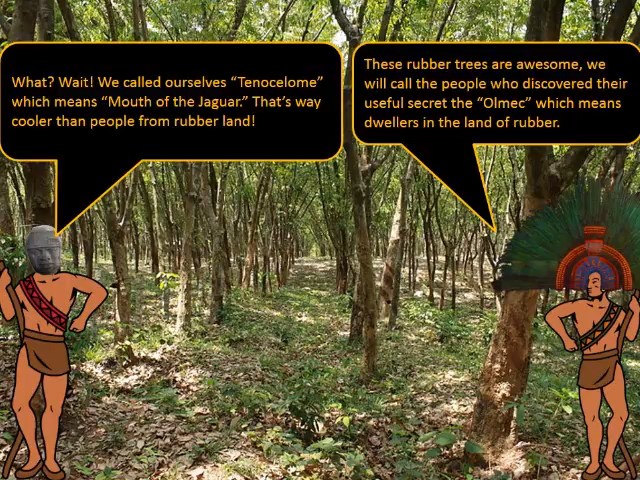 What? Wait! We called ourselves “Tenocelome”
which means “Mouth of the Jaguar.” That’s way
cooler than people from rubber land!
These rubber trees are awesome, we
will call the people who discovered their
useful secret the “Olmec” which means
dwellers in the land of rubber.